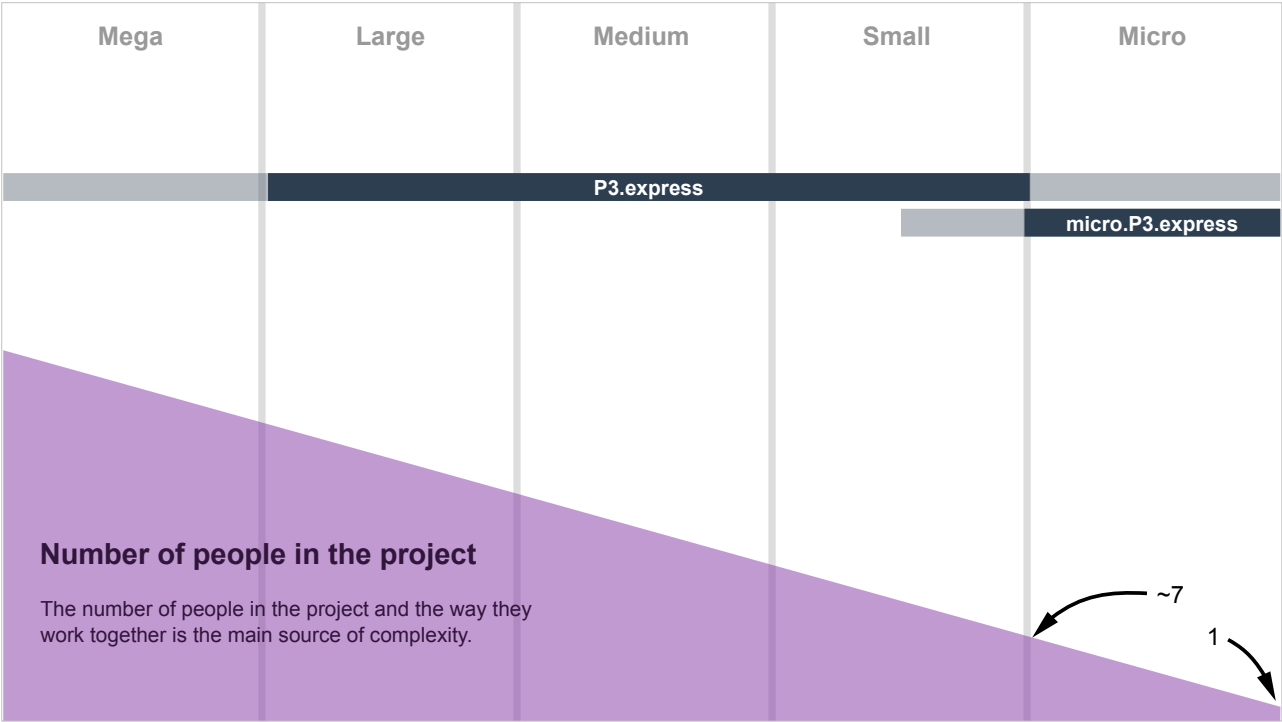 Mega
Large
Medium
Small
Micro
P3.express
micro.P3.express
Number of people in the project
The number of people in the project and the way they
work together is the main source of complexity.
~7
1